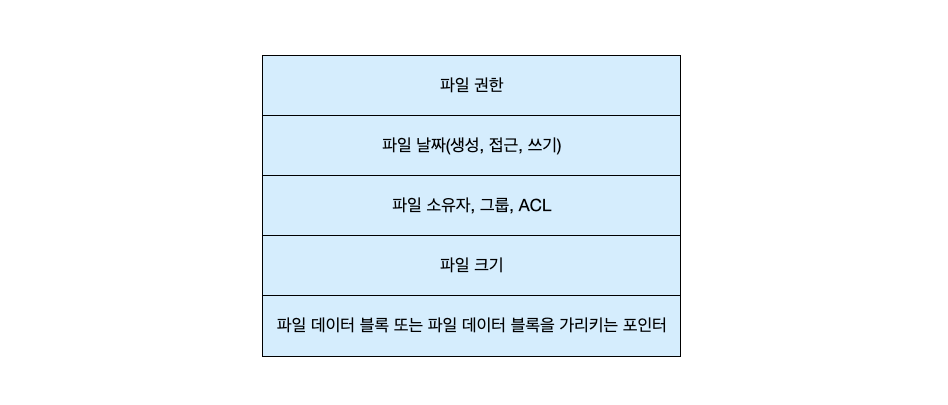 파일 권한
파일 날짜(생성, 접근, 쓰기)
파일 소유자, 그룹, ACL
파일 크기
파일 데이터 블록 또는 파일 데이터 블록을 가리키는 포인터